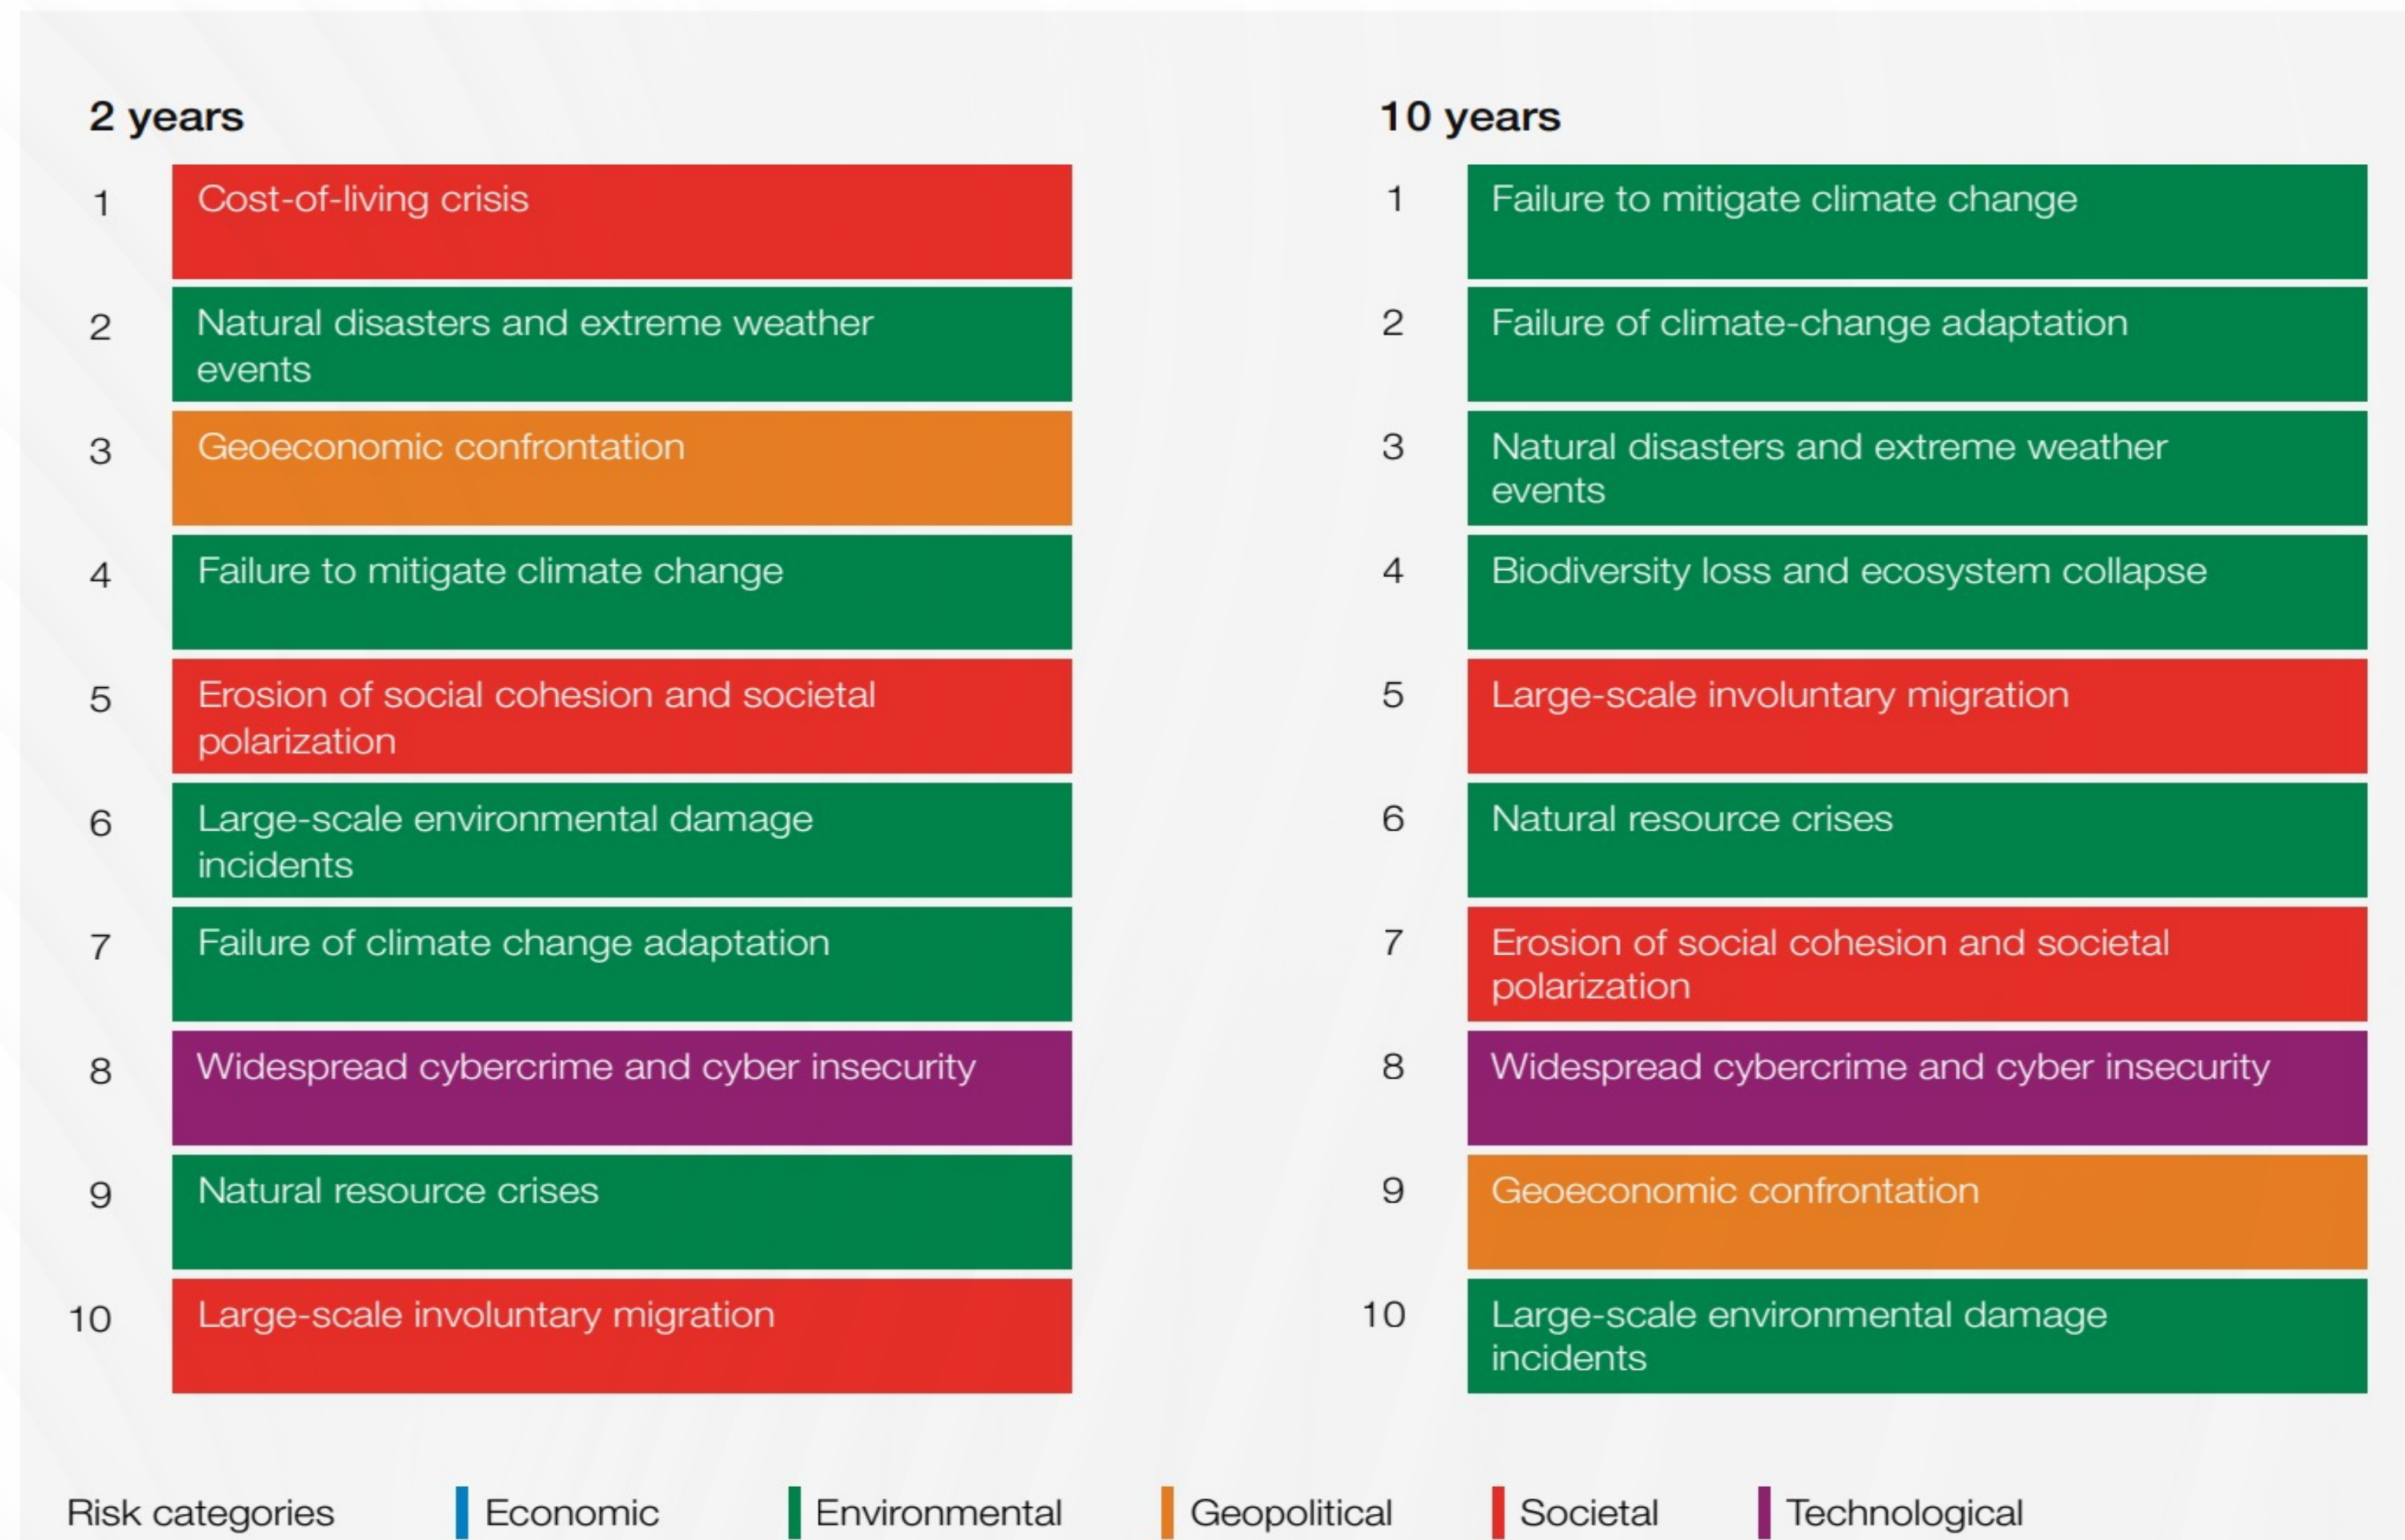 2 years
1
Cost-of-living crisis
2
Natural disasters and extreme weather
events
3
Geoeconomic confrontation
4
Failure to mitigate climate change
5
Erosion of social cohesion and societal
polarization
6
Large-scale environmental damage
incidents
7
Failure of climate change adaptation
8
Widespread cybercrime and cyber insecurity
9
Natural resource crises
10
Large-scale involuntary migration
10 years
1
Failure to mitigate climate change
2
Failure of climate-change adaptation
3
Natural disasters and extreme weather
events
4
Biodiversity loss and ecosystem collapse
5
Large-scale involuntary migration
6
Natural resource crises
7
Erosion of social cohesion and societal
polarization
8
Widespread cybercrime and cyber insecurity
9
Geoeconomic confrontation
10
Large-scale environmental damage
incidents
Risk categories Economic Environmental Geopolitical Societal Technological